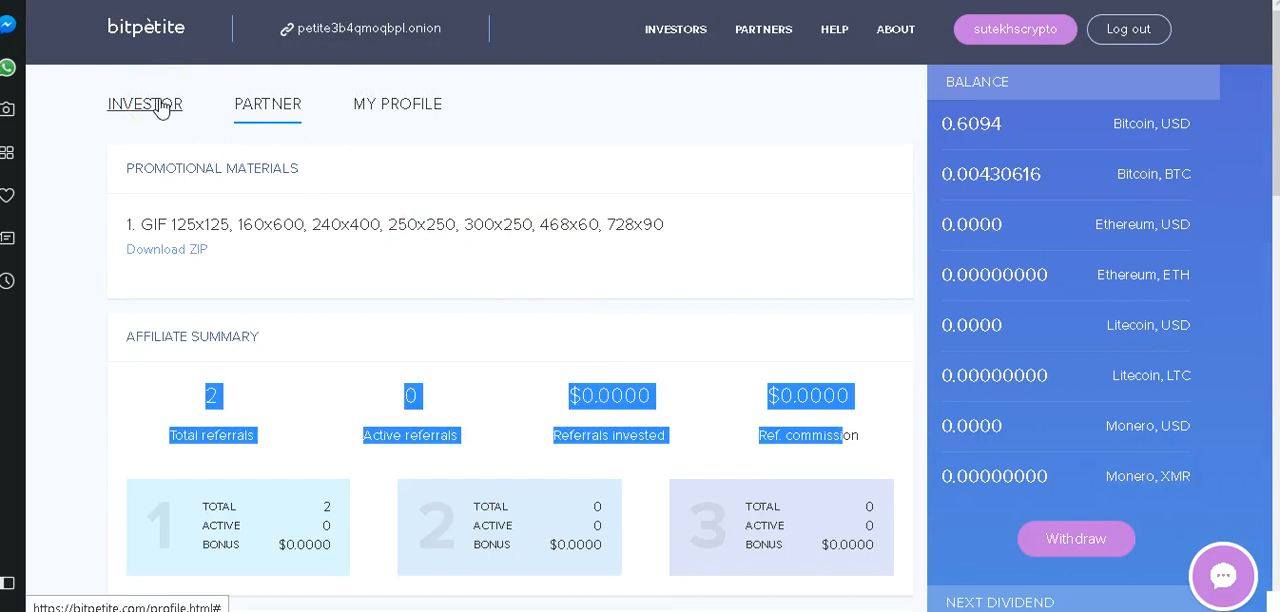 bitpètite
petite3b4qmoqbpl.onion
INVESTORS PARTNERS HELP ABOUT
sutekhscrypto
Log out
INVESTOR PARTNER MY PROFILE
PROMOTIONAL MATERIALS
1. GIF 125x125, 160x600, 240x400, 250x250, 300x250, 468x60, 728x90
Download ZIP
AFFILIATE SUMMARY
2 0 $0.0000 $0.0000
Total referrals Active referrals Referrals invested Ref. commission
1
TOTAL 2
ACTIVE 0
BONUS $0.0000
2
TOTAL 0
ACTIVE 0
BONUS $0.0000
3
TOTAL 0
ACTIVE 0
BONUS $0.0000
BALANCE
0.6094 Bitcoin, USD
0.00430616 Bitcoin, BTC
0.0000 Ethereum, USD
0.00000000 Ethereum, ETH
0.0000 Litecoin, USD
0.00000000 Litecoin, LTC
0.0000 Monero, USD
0.00000000 Monero, XMR
Withdraw
NEXT DIVIDEND
https://bitpetite.com/profile.html#